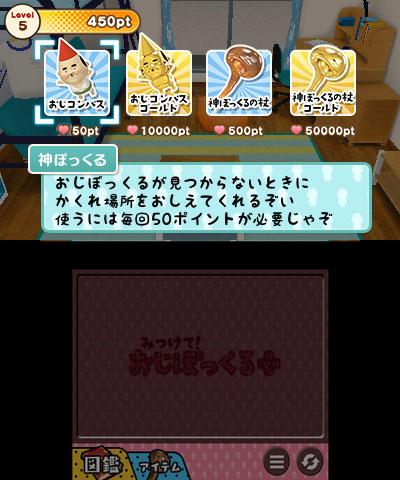 Level
5
450pt
おじコンパス
おじコンパス
ゴールド
神ぽっくるの杖
神ぽっくるの杖
ゴールド
50pt
10000pt
500pt
50000pt
神ぽっくる
おじぽっくるが見つからないときに
かくれ場所をおしえてくれるぞい
使うには毎回50ポイントが必要じゃぞ
みつけて!
おじぽっくる+
図鑑
アイテム